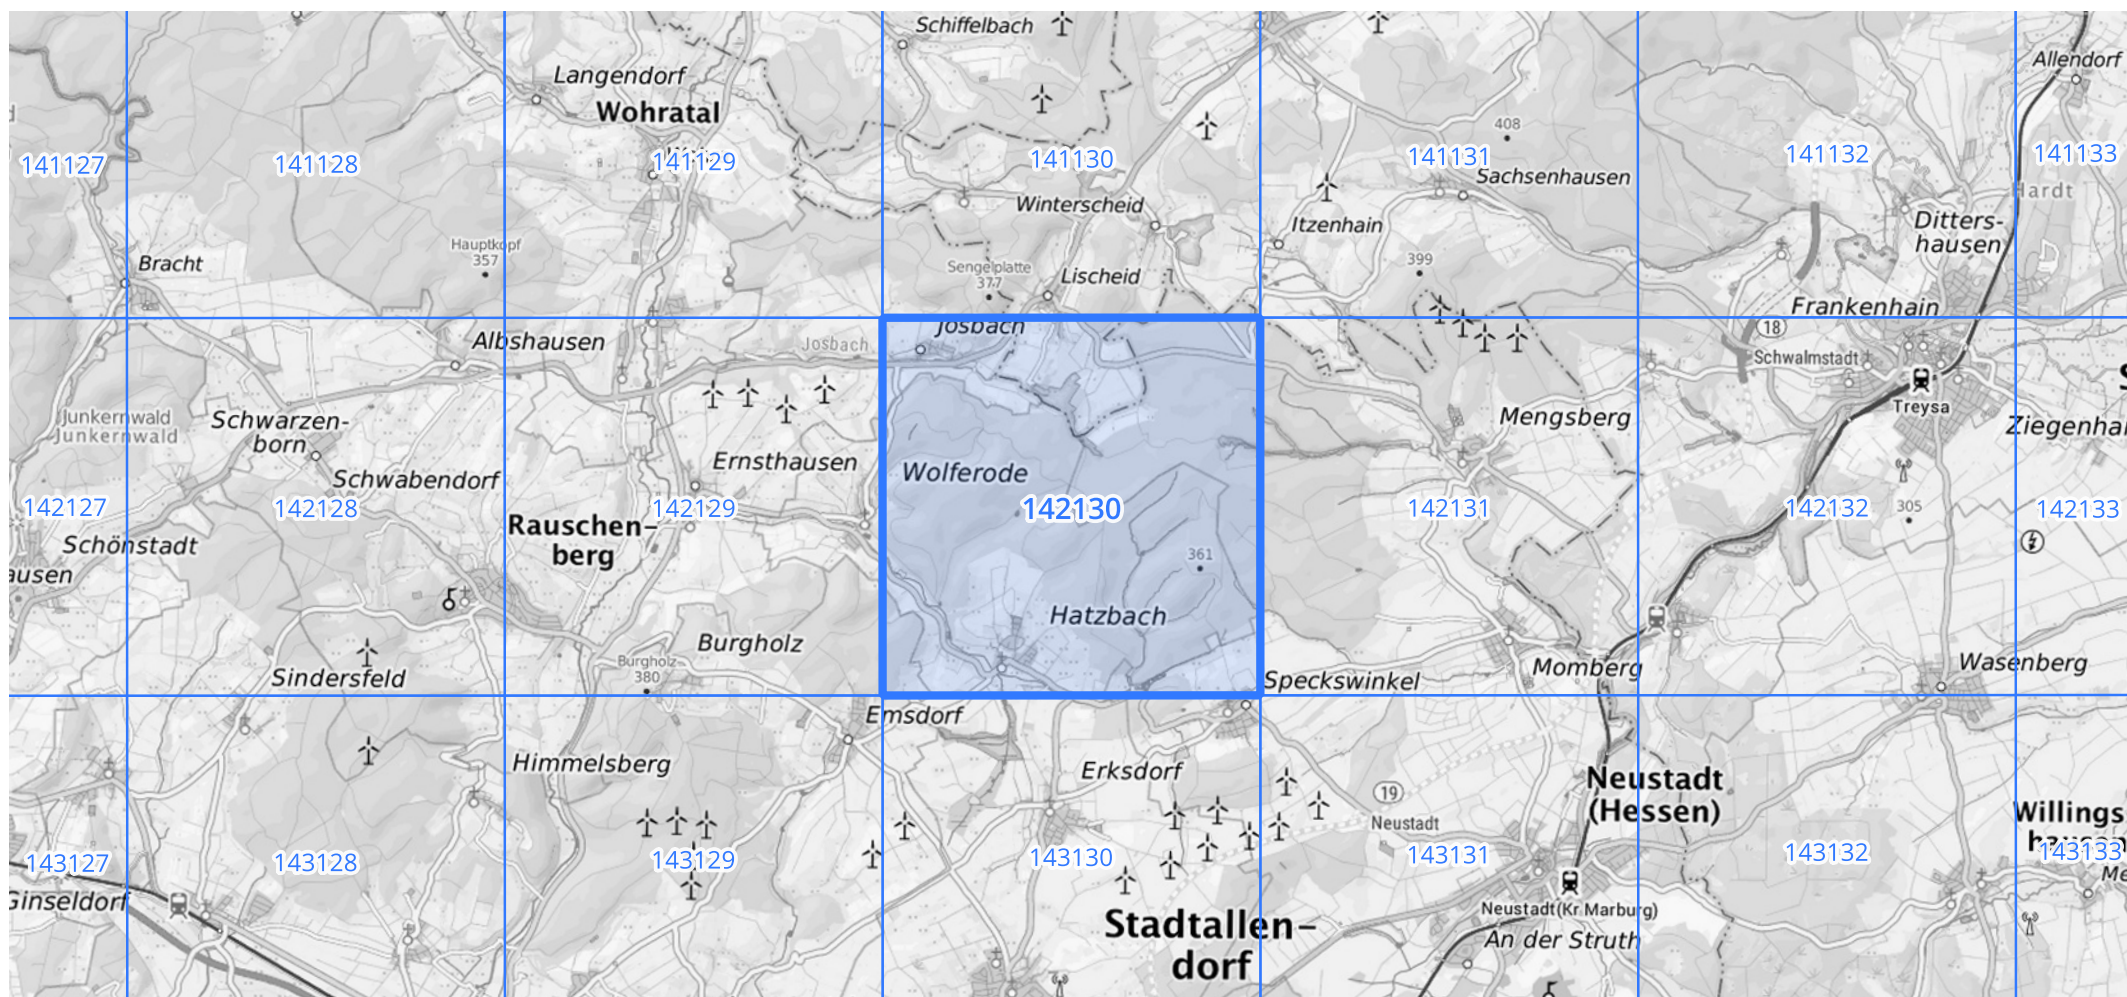 Schiffelbach
Allendorf
Langendorf
Wohratal
408
141127
141128
141129
141130
141131
141132
141133
Sachsenhausen
Hardt
Winterscheid
Itzenhain
Ditters-
hausen
Hauptkopf
357
Bracht
Sengelplatte
377
Lischeid
399
Frankenhain
Josbach
18
Albshausen
Josbach
Schwalmstadt
Treysa
Junkernwald
Junkernwald
Schwarzen-
born
Mengsberg
Schwabendorf
Ernsthausen
Wolferode
142127
142128
142129
142130
142131
142132
142133
305
Rauschen-
berg
Schönstadt
361
ausen
Hatzbach
Burgholz
Burgholz
380
Sindersfeld
Speckswinkel
Momberg
Wasenberg
Emsdorf
Himmelsberg
Erksdorf
Neustadt
(Hessen)
19
Neustadt
Willings
143127
143128
143129
143130
143131
143132
143133
Ginseldorf
Neustadt(Kr Marburg)
An der Struth
Stadtallen-
dorf